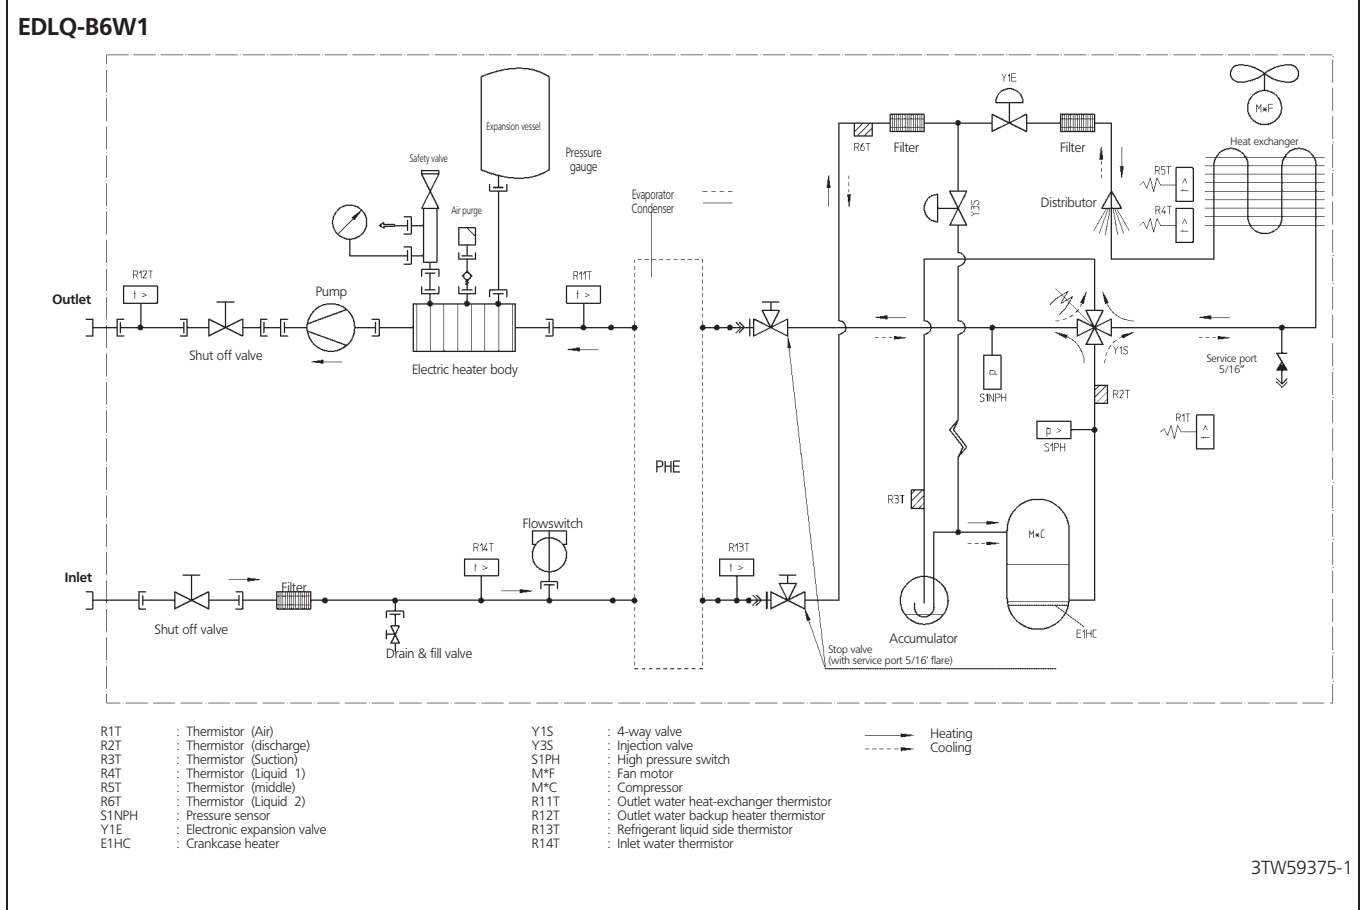 EDLQ-B6W1
Expansion vessel
Safety valve
Pressure
gauge
Air purge
Evaporator
Condenser
R12T
t >
Outlet
Pump
R11T
t >
Shut off valve
Electric heater body
PHE
Flowswitch
R14T
t >
Inlet
Filter
Shut off valve
Drain & fill valve
R13T
t >
Y1E
R6T
Filter
Filter
Y3S
Distributor
M*F
Heat exchanger
R5T
t >
R4T
t >
Y1S
Service port
5/16"
p
S1NPH
R2T
p >
S1PH
R1T
t >
R3T
M*C
Accumulator
E1HC
Stop valve
(with service port 5/16' flare)
R1T : Thermistor (Air)
R2T : Thermistor (discharge)
R3T : Thermistor (Suction)
R4T : Thermistor (Liquid 1)
R5T : Thermistor (middle)
R6T : Thermistor (Liquid 2)
S1NPH : Pressure sensor
Y1E : Electronic expansion valve
E1HC : Crankcase heater
Y1S : 4-way valve
Y3S : Injection valve
S1PH : High pressure switch
M*F : Fan motor
M*C : Compressor
R11T : Outlet water heat-exchanger thermistor
R12T : Outlet water backup heater thermistor
R13T : Refrigerant liquid side thermistor
R14T : Inlet water thermistor
Heating
Cooling
3TW59375-1